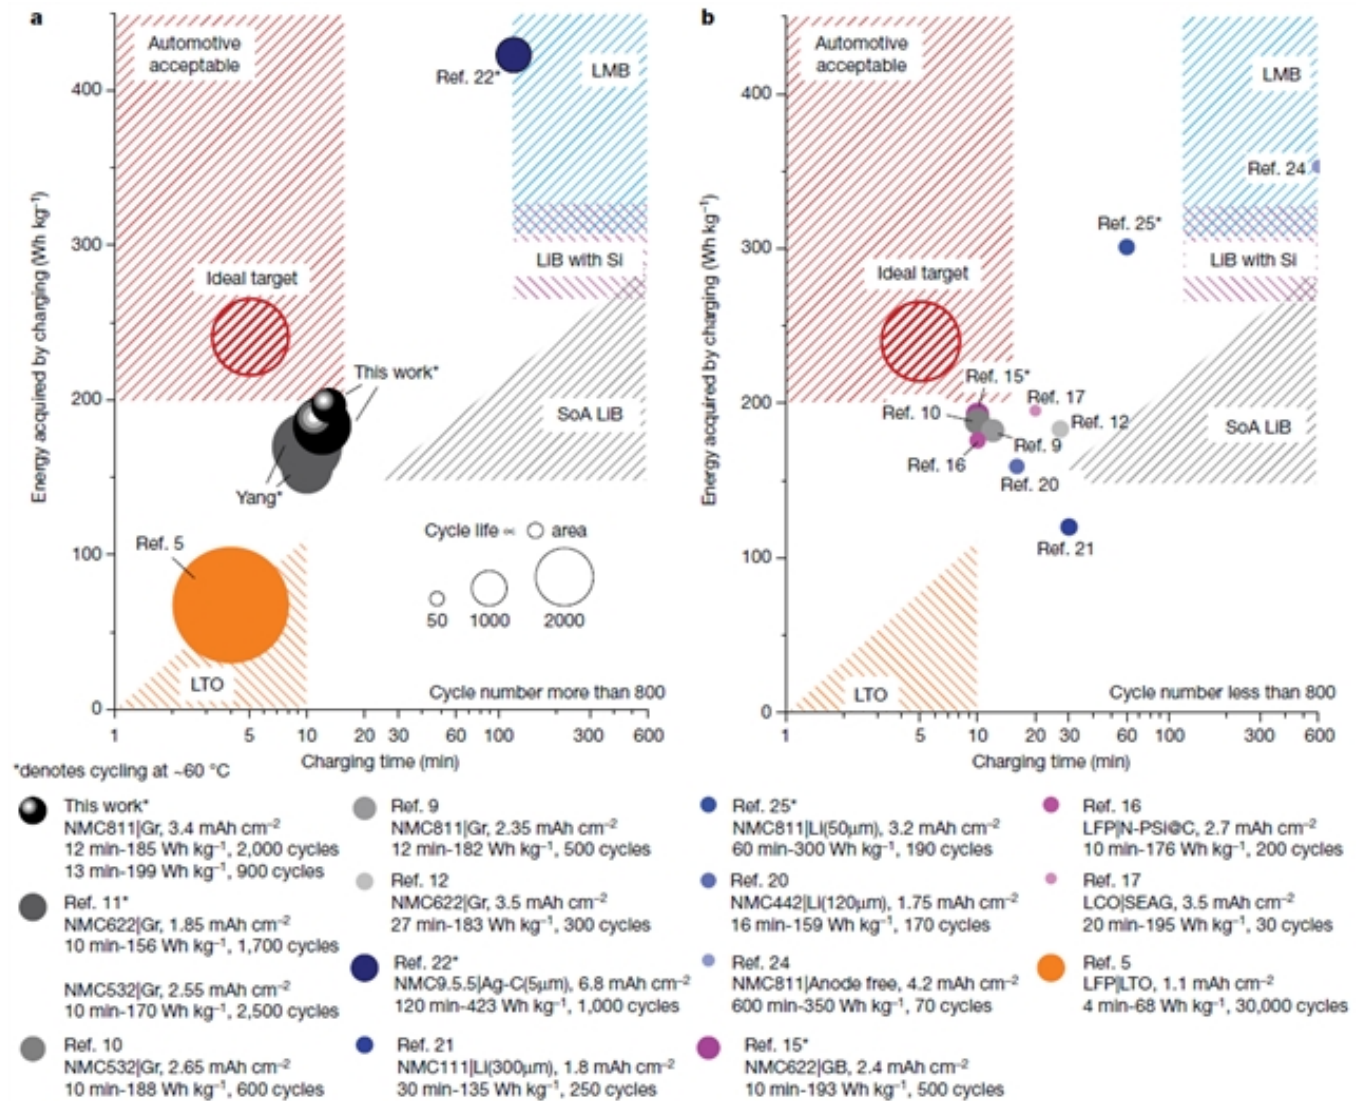 a
Energy acquired by charging (Wh kg⁻¹)
400
300
200
100
0
Automotive
acceptable
Ref. 22*
LMB
LiB with Si
Ideal target
This work*
SoA LiB
Yang*
Ref. 5
Cycle life ∝ area
50 1000 2000
LTO
Cycle number more than 800
1 5 10 20 30 60 100 300 600
Charging time (min)
*denotes cycling at ~60 °C
b
Energy acquired by charging (Wh kg⁻¹)
400
300
200
100
0
Automotive
acceptable
LMB
Ref. 24
Ref. 25*
LiB with Si
Ideal target
Ref. 15*
Ref. 17
Ref. 10
Ref. 12
Ref. 9
Ref. 16
Ref. 20
SoA LiB
Ref. 21
LTO
Cycle number less than 800
1 5 10 20 30 60 100 300 600
Charging time (min)
This work*
NMC811|Gr, 3.4 mAh cm⁻²
12 min-185 Wh kg⁻¹, 2,000 cycles
13 min-199 Wh kg⁻¹, 900 cycles
Ref. 11*
NMC622|Gr, 1.85 mAh cm⁻²
10 min-156 Wh kg⁻¹, 1,700 cycles
NMC532|Gr, 2.55 mAh cm⁻²
10 min-170 Wh kg⁻¹, 2,500 cycles
Ref. 10
NMC532|Gr, 2.65 mAh cm⁻²
10 min-188 Wh kg⁻¹, 600 cycles
Ref. 9
NMC811|Gr, 2.35 mAh cm⁻²
12 min-182 Wh kg⁻¹, 500 cycles
Ref. 12
NMC622|Gr, 3.5 mAh cm⁻²
27 min-183 Wh kg⁻¹, 300 cycles
Ref. 22*
NMC9.5.5|Ag-C(5μm), 6.8 mAh cm⁻²
120 min-423 Wh kg⁻¹, 1,000 cycles
Ref. 21
NMC111|Li(300μm), 1.8 mAh cm⁻²
30 min-135 Wh kg⁻¹, 250 cycles
Ref. 25*
NMC811|Li(50μm), 3.2 mAh cm⁻²
60 min-300 Wh kg⁻¹, 190 cycles
Ref. 20
NMC442|Li(120μm), 1.75 mAh cm⁻²
16 min-159 Wh kg⁻¹, 170 cycles
Ref. 24
NMC811|Anode free, 4.2 mAh cm⁻²
600 min-350 Wh kg⁻¹, 70 cycles
Ref. 15*
NMC622|GB, 2.4 mAh cm⁻²
10 min-193 Wh kg⁻¹, 500 cycles
Ref. 16
LFP|N-PSi@C, 2.7 mAh cm⁻²
10 min-176 Wh kg⁻¹, 200 cycles
Ref. 17
LCO|SEAG, 3.5 mAh cm⁻²
20 min-195 Wh kg⁻¹, 30 cycles
Ref. 5
LFP|LTO, 1.1 mAh cm⁻²
4 min-68 Wh kg⁻¹, 30,000 cycles